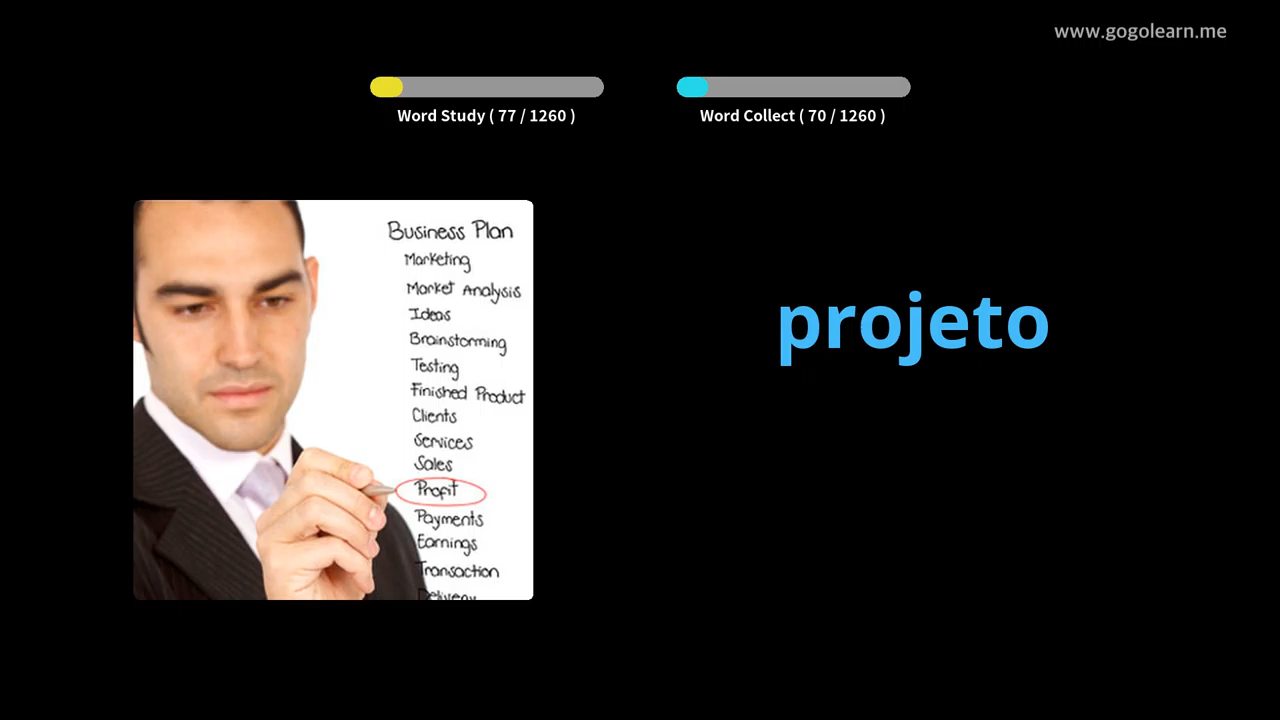 www.gogolearn.me
Word Study ( 77 / 1260 )
Word Collect ( 70 / 1260 )
Business Plan
Marketing
Market Analysis
Ideas
Brainstorming
Testing
Finished Product
Clients
Services
Sales
Profit
Payments
Earnings
Transaction
Delivery
projeto